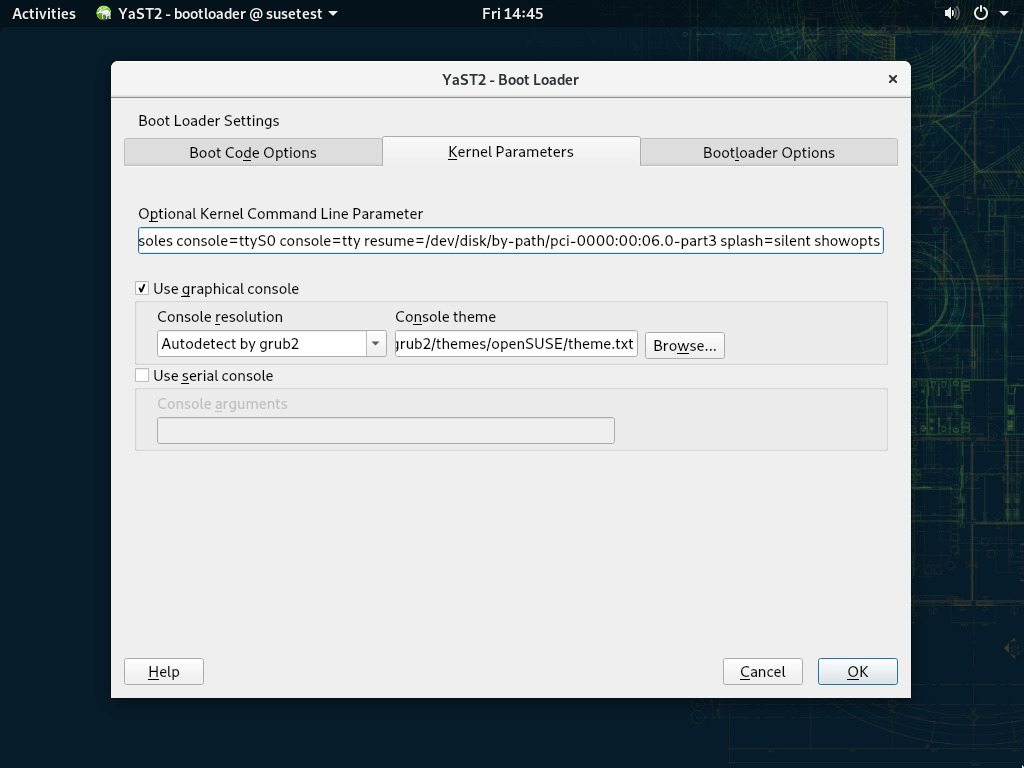 Activities YaST2 - bootloader @ susetest Fri 14:45
YaST2 - Boot Loader
Boot Loader Settings
Boot Code Options Kernel Parameters Bootloader Options
Optional Kernel Command Line Parameter
soles console=ttyS0 console=tty resume=/dev/disk/by-path/pci-0000:00:06.0-part3 splash=silent showopts
Use graphical console
Console resolution Console theme
Autodetect by grub2 grub2/themes/openSUSE/theme.txt Browse...
Use serial console
Console arguments
Help Cancel OK